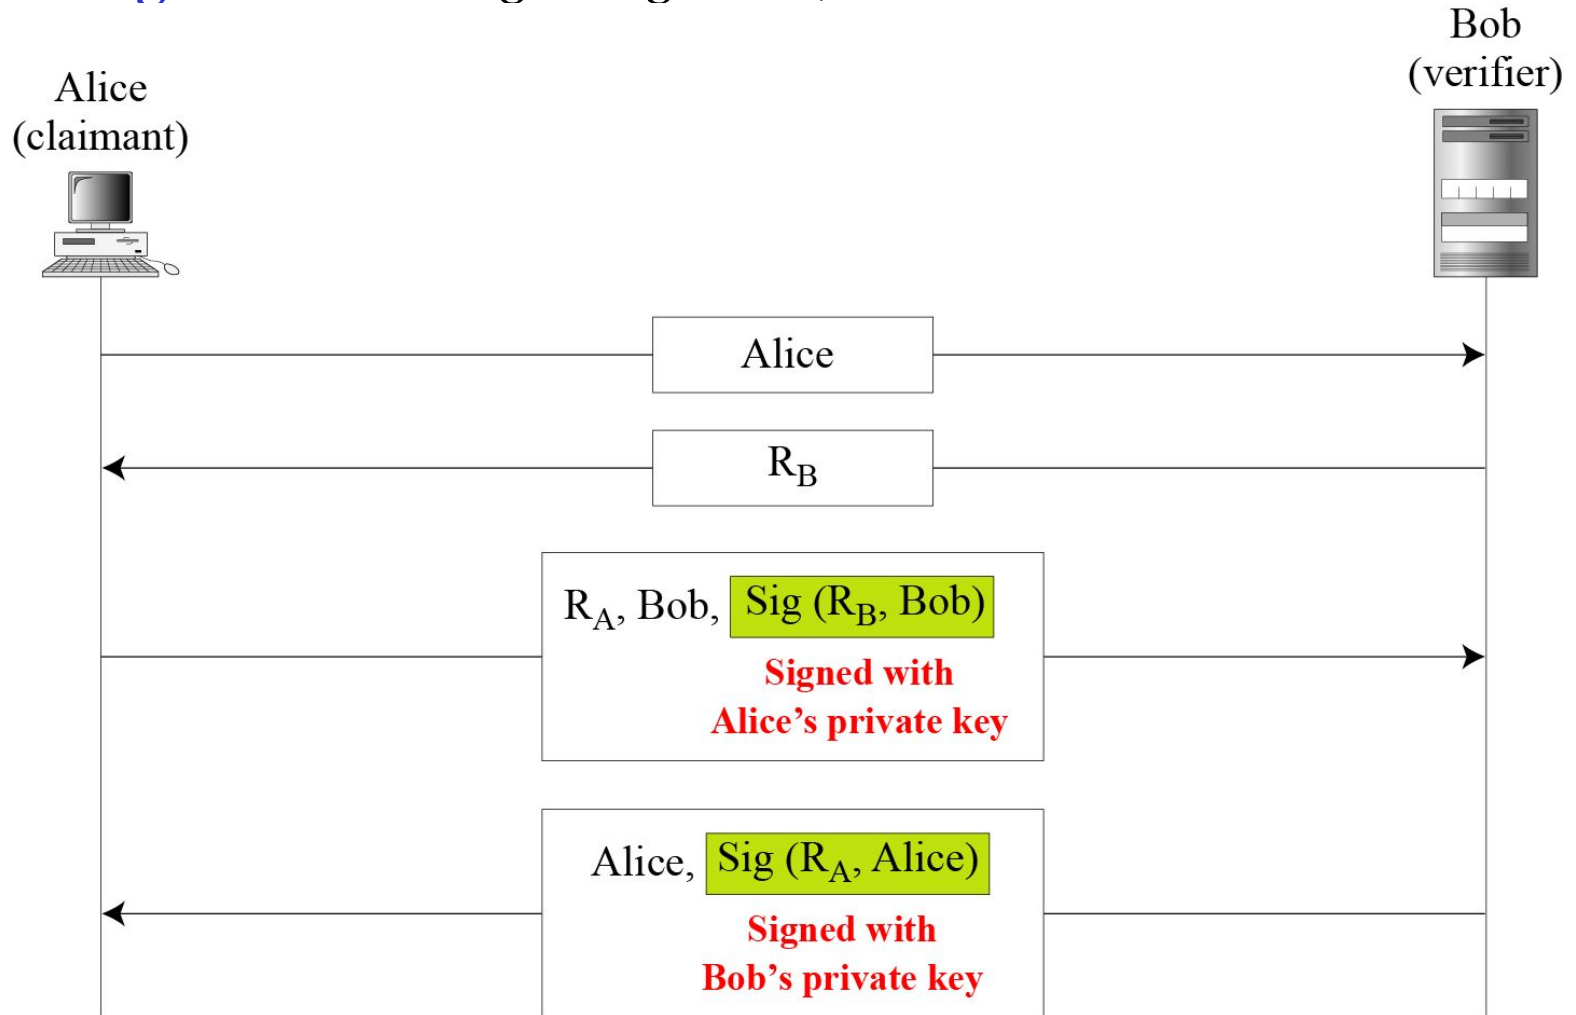 Bob
(verifier)
Alice
(claimant)
Alice
R_B
R_A, Bob, Sig (R_B, Bob)
Signed with
Alice’s private key
Alice, Sig (R_A, Alice)
Signed with
Bob’s private key